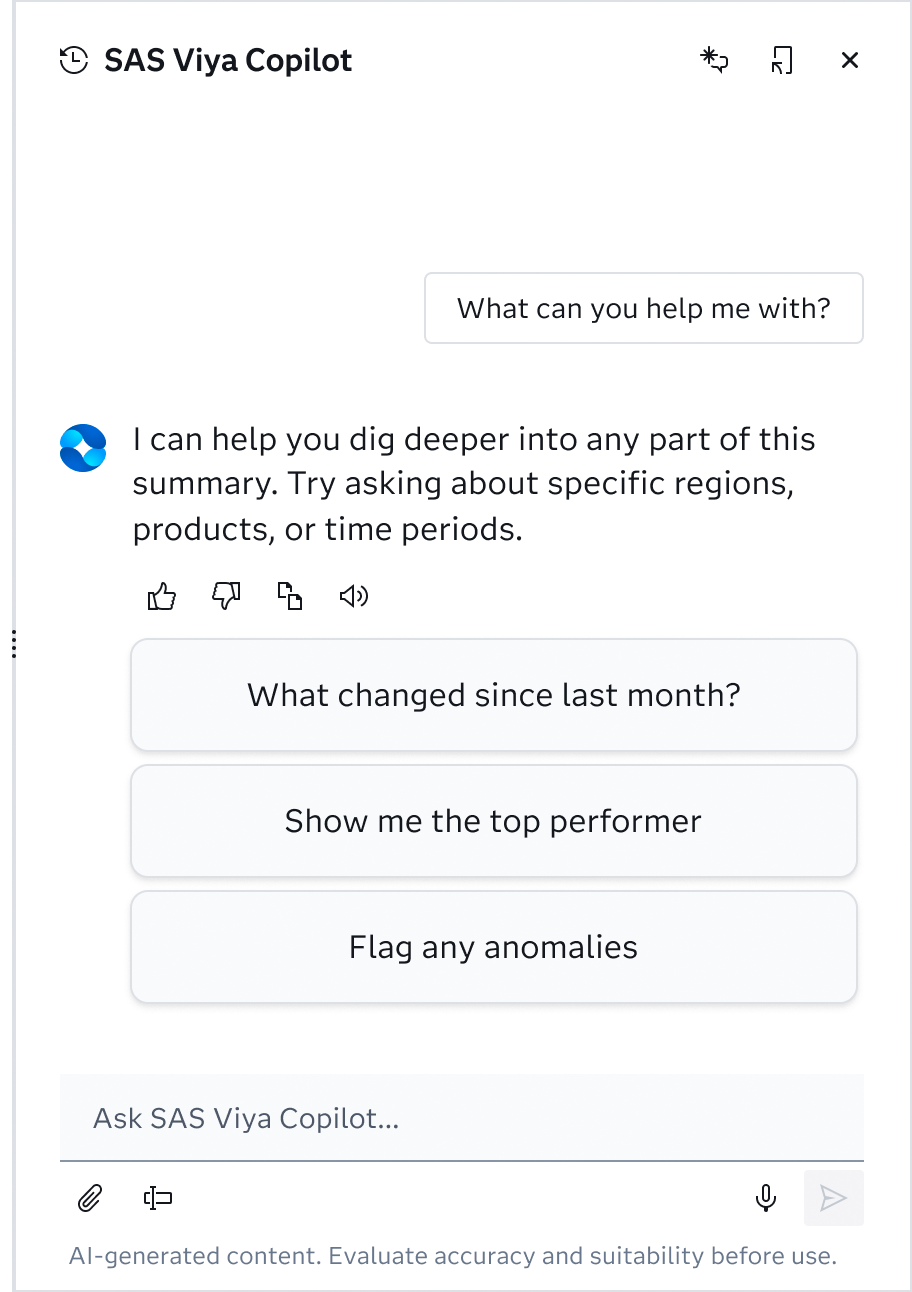 SAS Viya Copilot
What can you help me with?
I can help you dig deeper into any part of this
summary. Try asking about specific regions,
products, or time periods.
What changed since last month?
Show me the top performer
Flag any anomalies
Ask SAS Viya Copilot...
AI-generated content. Evaluate accuracy and suitability before use.